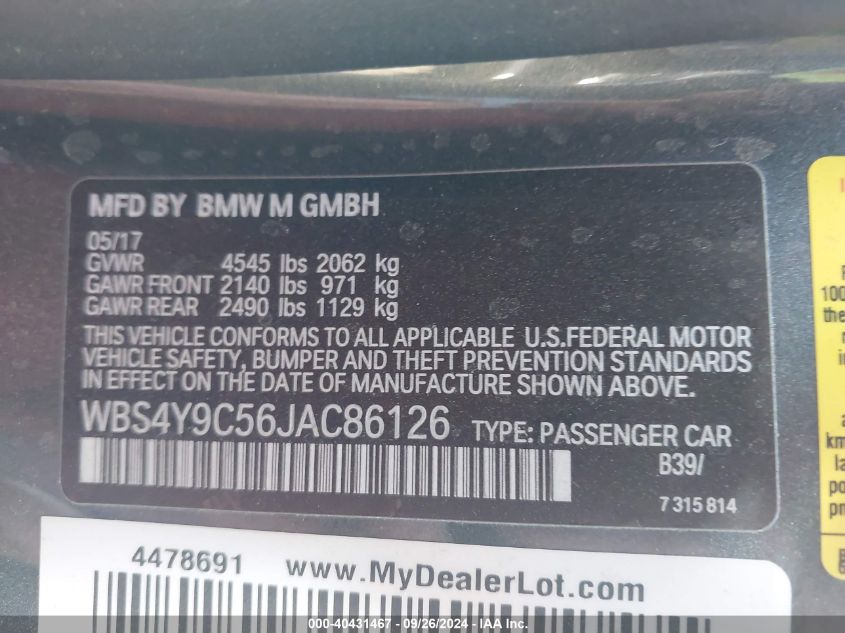 MFD BY BMW M GMBH
05/17
GVWR 4545 lbs 2062 kg
GAWR FRONT 2140 lbs 971 kg
GAWR REAR 2490 lbs 1129 kg
THIS VEHICLE CONFORMS TO ALL APPLICABLE U.S.FEDERAL MOTOR
VEHICLE SAFETY, BUMPER AND THEFT PREVENTION STANDARDS
IN EFFECT ON THE DATE OF MANUFACTURE SHOWN ABOVE.
WBS4Y9C56JAC86126 TYPE: PASSENGER CAR
B39/
7 315 814
4478691 www.MyDealerLot.com
000-40431467 - 09/26/2024 - IAA Inc.
100
the
km